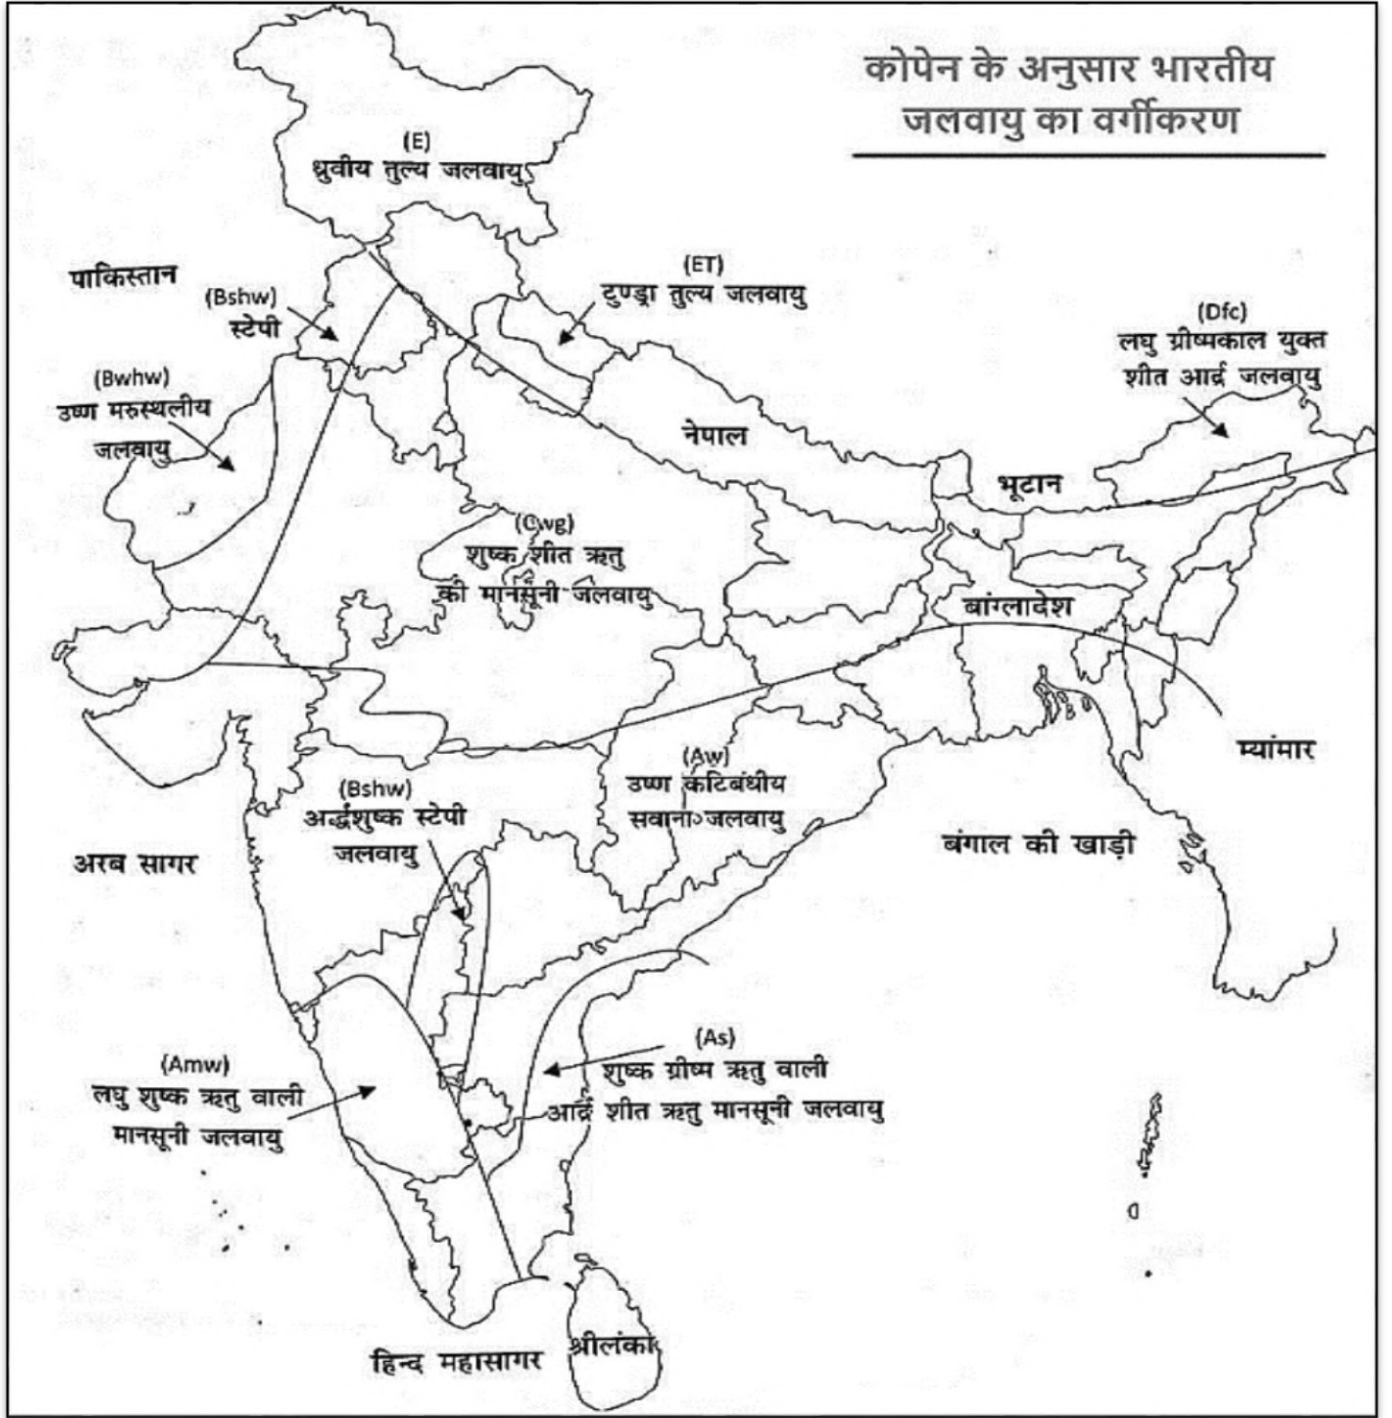 कोपेन के अनुसार भारतीय
जलवायु का वर्गीकरण
(E)
ध्रुवीय तुल्य जलवायु
पाकिस्तान
(Bshw)
स्टेपी
(ET)
टुण्ड्रा तुल्य जलवायु
(Dfc)
लघु ग्रीष्मकाल युक्त
शीत आर्द्र जलवायु
(Bwhw)
उष्ण मरुस्थलीय
जलवायु
नेपाल
भूटान
(Cwg)
शुष्क शीत ऋतु
की मानसूनी जलवायु
बांग्लादेश
म्यांमार
(Aw)
उष्ण कटिबंधीय
सवाना जलवायु
(Bshw)
अर्द्धशुष्क स्टेपी
जलवायु
अरब सागर
बंगाल की खाड़ी
(Amw)
लघु शुष्क ऋतु वाली
मानसूनी जलवायु
(As)
शुष्क ग्रीष्म ऋतु वाली
आर्द्र शीत ऋतु मानसूनी जलवायु
हिन्द महासागर
श्रीलंका